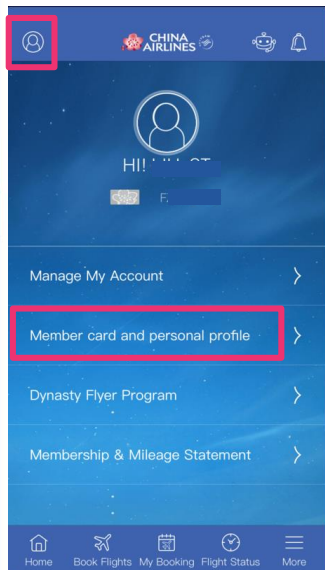 CHINA
AIRLINES
HI!
F
Manage My Account
Member card and personal profile
Dynasty Flyer Program
Membership & Mileage Statement
Home Book Flights My Booking Flight Status More